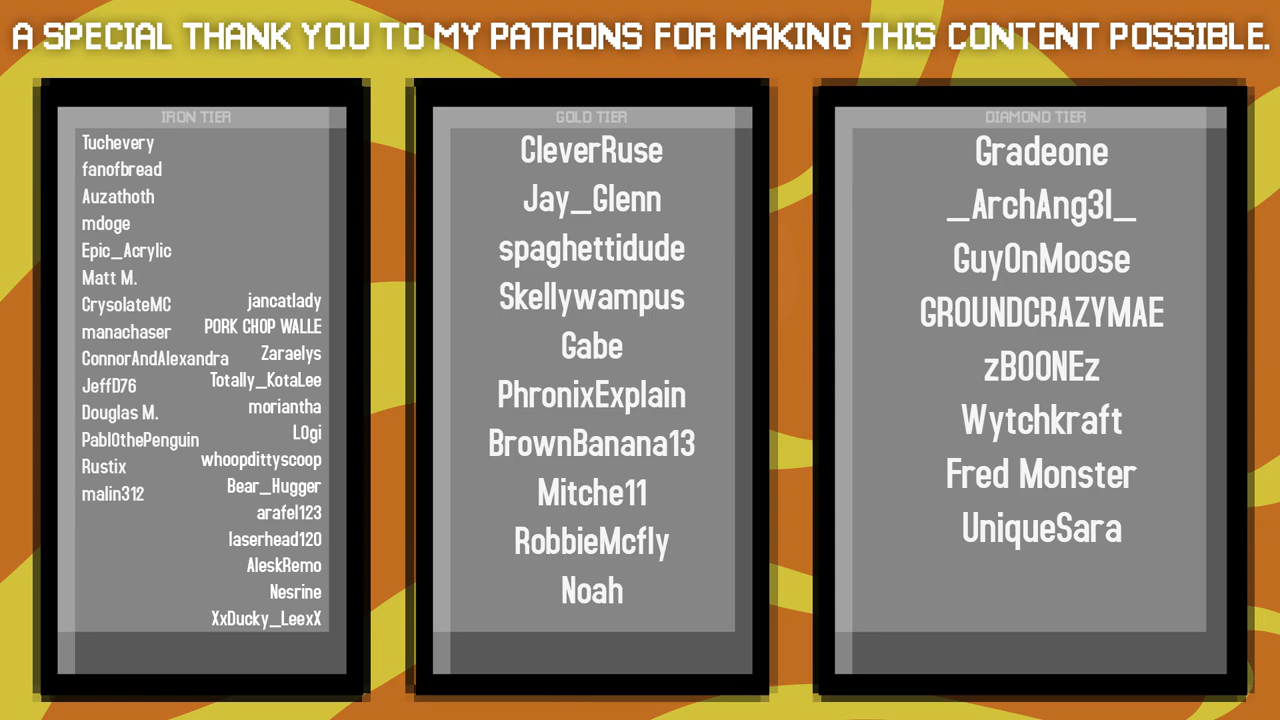 A SPECIAL THANK YOU TO MY PATRONS FOR MAKING THIS CONTENT POSSIBLE.
IRON TIER
Tuchevery
fanofbread
Auzathoth
mdoge
Epic_Acrylic
Matt M.
CrysolateMC
manachaser
ConnorAndAlexandra
JeffD76
Douglas M.
Pabl0thePenguin
Rustix
malin312
jancatlady
PORK CHOP WALLE
Zaraelys
Totally_KotaLee
moriantha
L0gi
whoopdittyscoop
Bear_Hugger
arafel123
laserhead120
AleskRemo
Nesrine
XxDucky_LeexX
GOLD TIER
CleverRuse
Jay_Glenn
spaghettidude
Skellywampus
Gabe
PhronixExplain
BrownBanana13
Mitche11
RobbieMcfly
Noah
DIAMOND TIER
Gradeone
_ArchAng3l_
GuyOnMoose
GROUNDCRAZYMAE
zBOONEz
Wytchkraft
Fred Monster
UniqueSara